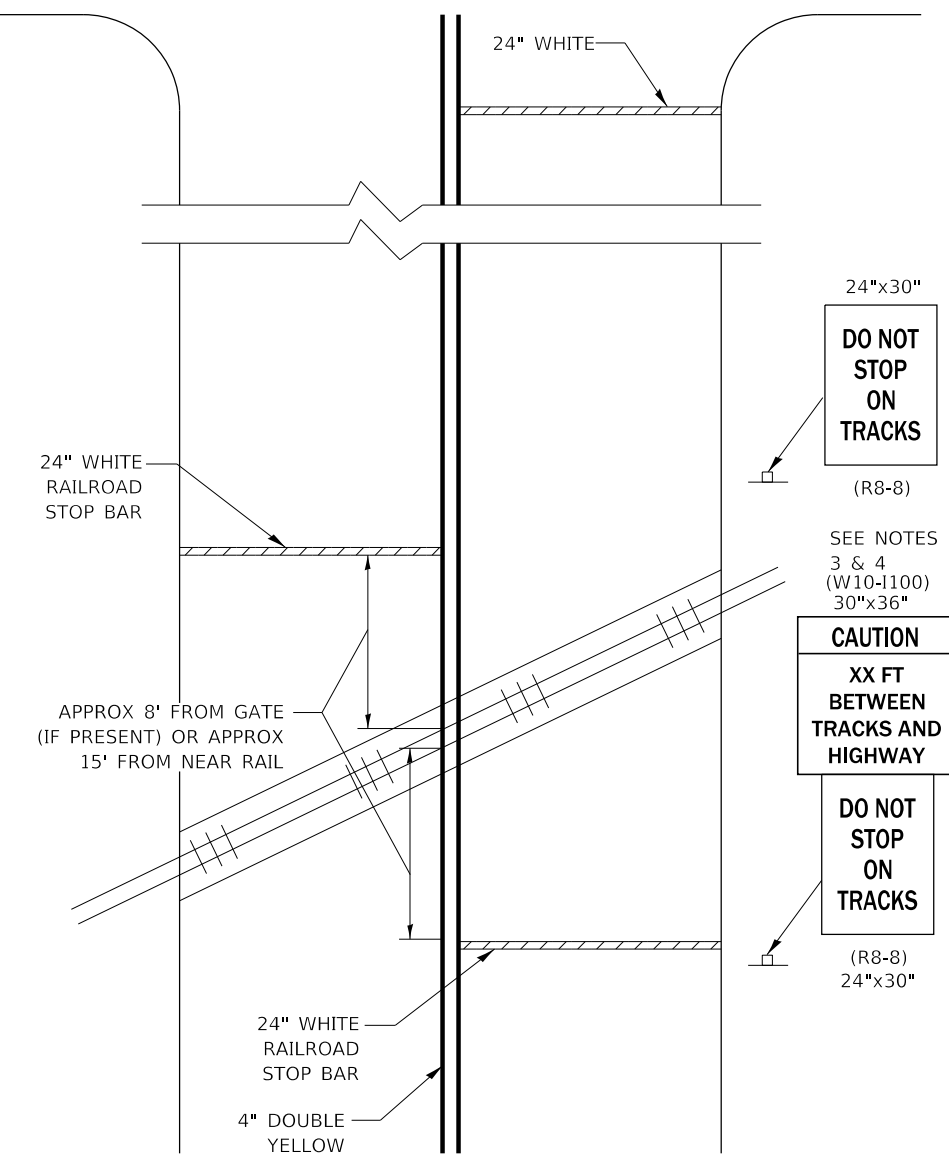 24" WHITE
24"x30"
DO NOT
STOP
ON
TRACKS
(R8-8)
24" WHITE
RAILROAD
STOP BAR
SEE NOTES
3 & 4
(W10-I100)
30"x36"
CAUTION
XX FT
BETWEEN
TRACKS AND
HIGHWAY
APPROX 8' FROM GATE
(IF PRESENT) OR APPROX
15' FROM NEAR RAIL
DO NOT
STOP
ON
TRACKS
(R8-8)
24"x30"
24" WHITE
RAILROAD
STOP BAR
4" DOUBLE
YELLOW